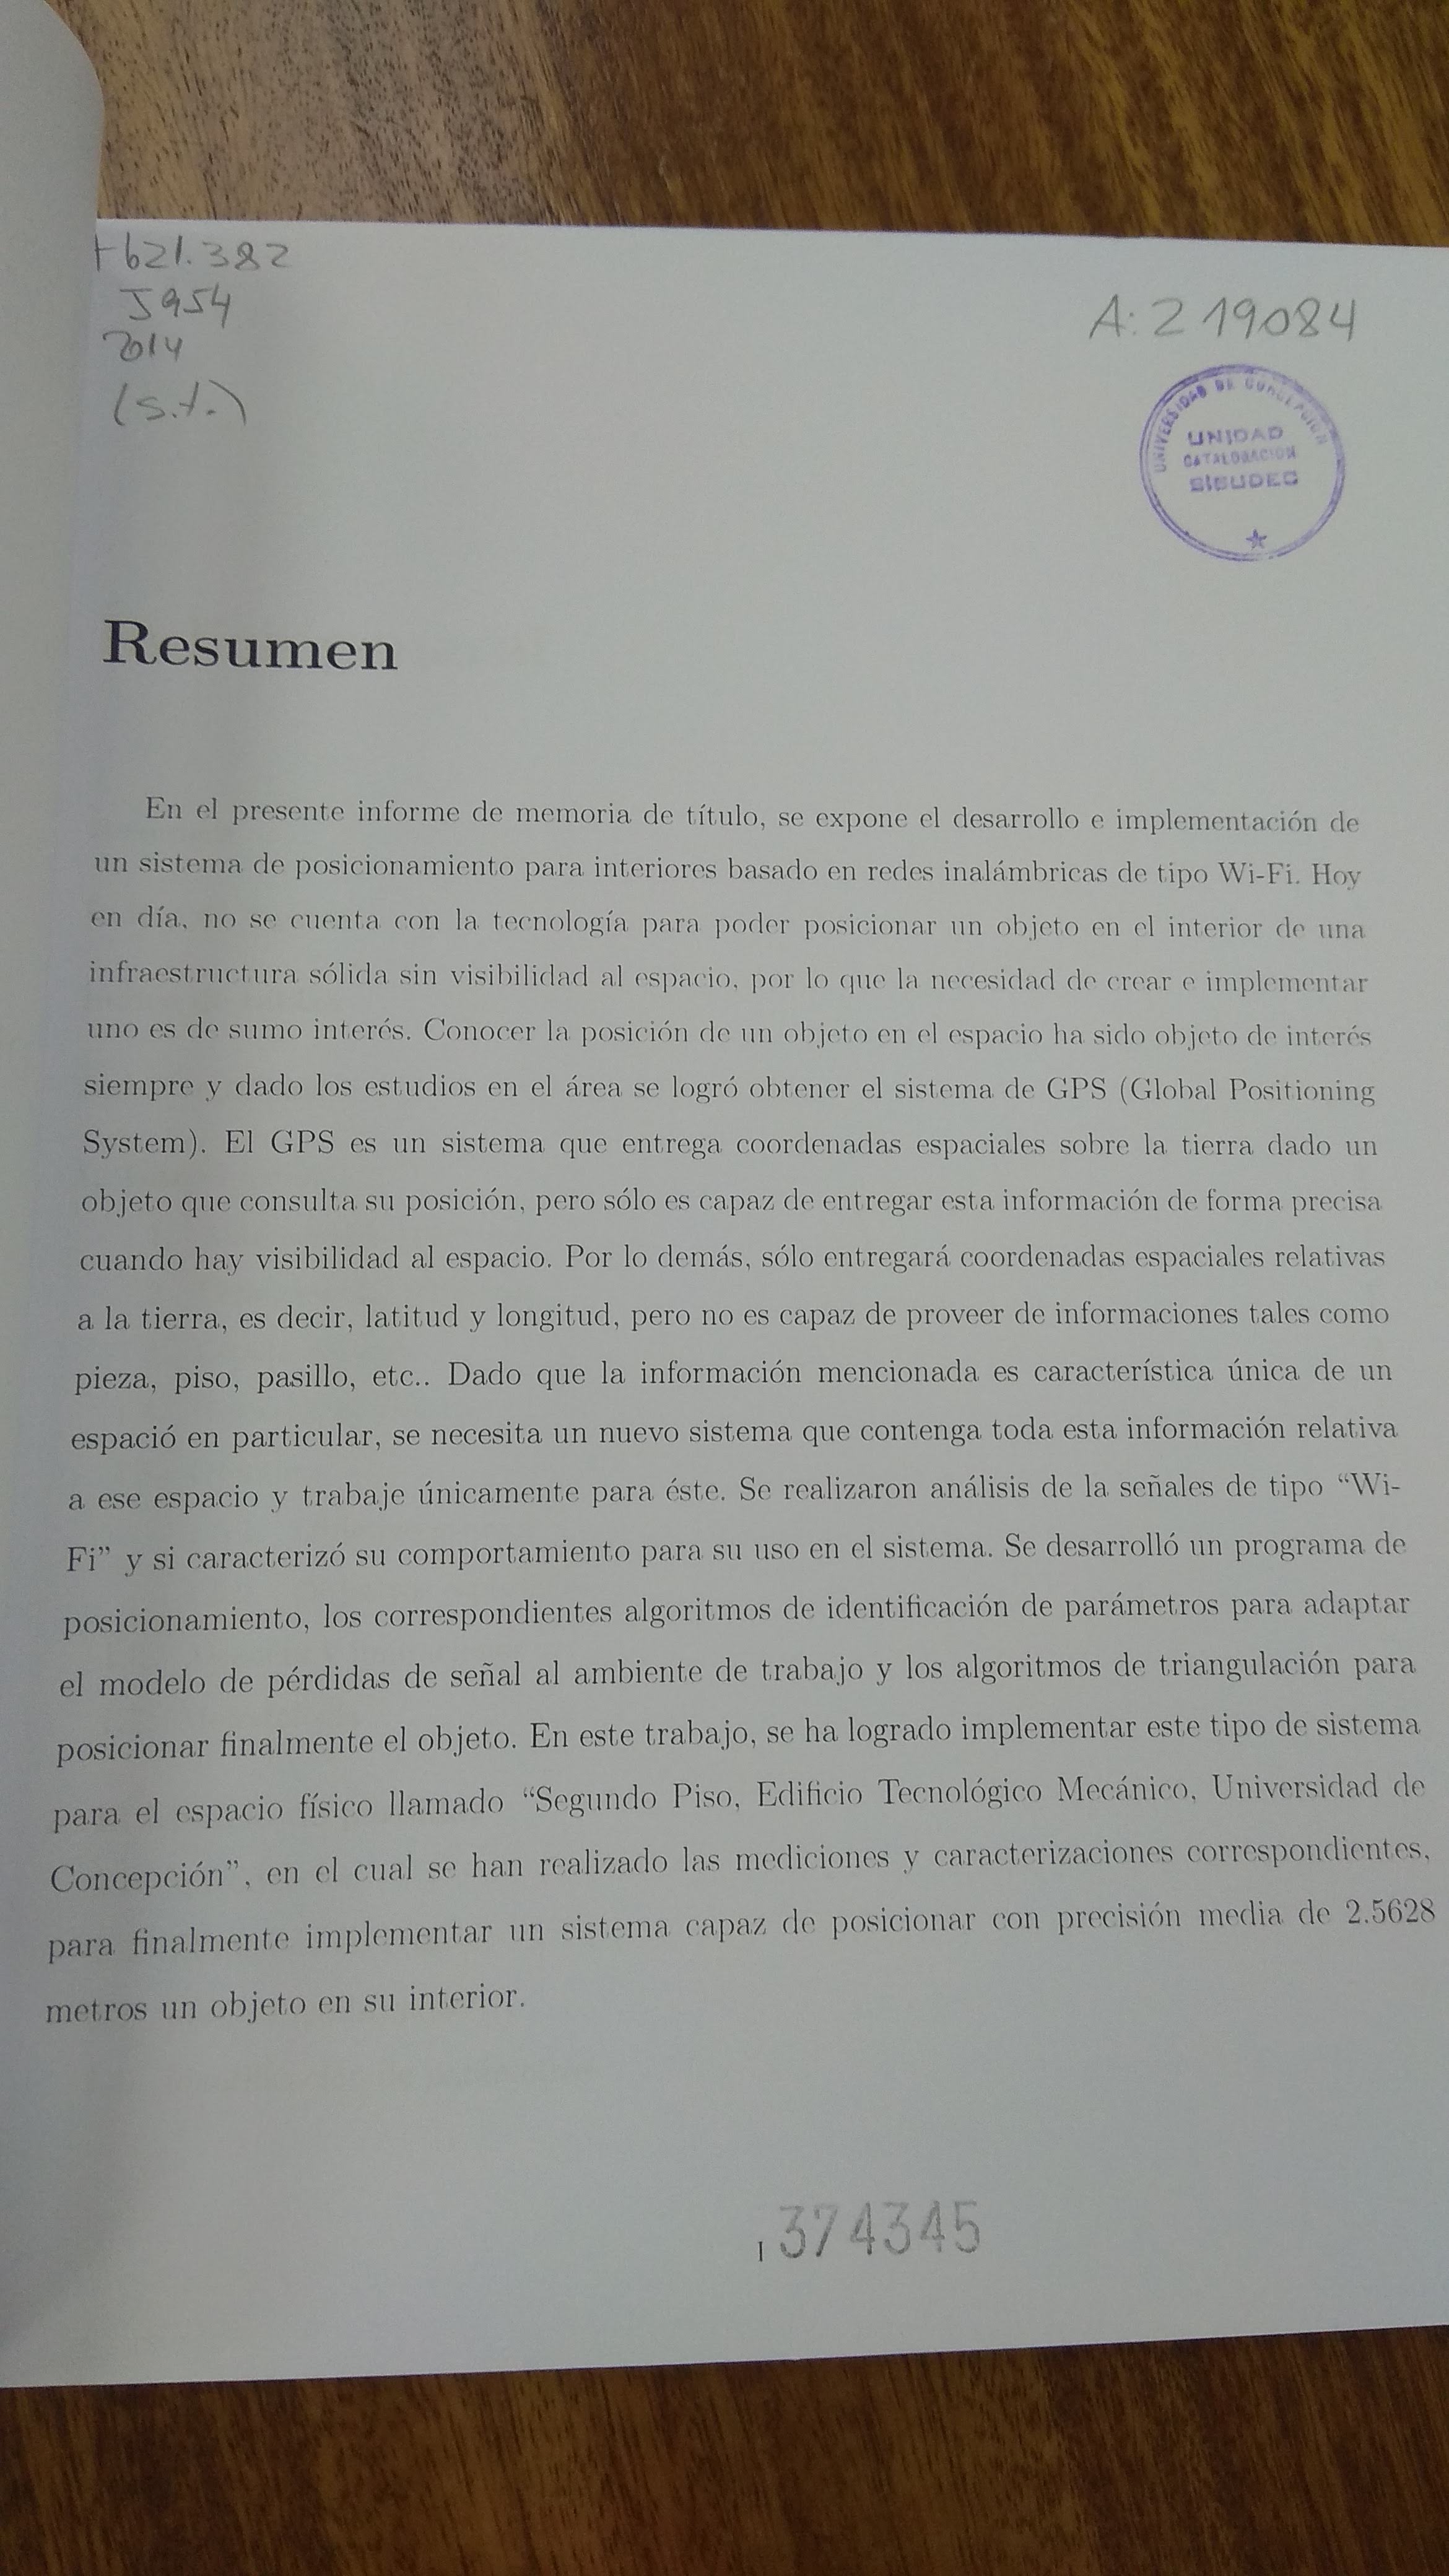 t621.382
J954
2014
(s.t.)
A: 219084
UNIVERSIDAD DE CONCEPCION
UNIDAD
CATALOGACION
BIBUDEC
Resumen
En el presente informe de memoria de título, se expone el desarrollo e implementación de
un sistema de posicionamiento para interiores basado en redes inalámbricas de tipo Wi-Fi. Hoy
en día, no se cuenta con la tecnología para poder posicionar un objeto en el interior de una
infraestructura sólida sin visibilidad al espacio, por lo que la necesidad de crear e implementar
uno es de sumo interés. Conocer la posición de un objeto en el espacio ha sido objeto de interés
siempre y dado los estudios en el área se logró obtener el sistema de GPS (Global Positioning
System). El GPS es un sistema que entrega coordenadas espaciales sobre la tierra dado un
objeto que consulta su posición, pero sólo es capaz de entregar esta información de forma precisa
cuando hay visibilidad al espacio. Por lo demás, sólo entregará coordenadas espaciales relativas
a la tierra, es decir, latitud y longitud, pero no es capaz de proveer de informaciones tales como
pieza, piso, pasillo, etc.. Dado que la información mencionada es característica única de un
espació en particular, se necesita un nuevo sistema que contenga toda esta información relativa
a ese espacio y trabaje únicamente para éste. Se realizaron análisis de la señales de tipo “Wi-
Fi” y si caracterizó su comportamiento para su uso en el sistema. Se desarrolló un programa de
posicionamiento, los correspondientes algoritmos de identificación de parámetros para adaptar
el modelo de pérdidas de señal al ambiente de trabajo y los algoritmos de triangulación para
posicionar finalmente el objeto. En este trabajo, se ha logrado implementar este tipo de sistema
para el espacio físico llamado “Segundo Piso, Edificio Tecnológico Mecánico, Universidad de
Concepción”, en el cual se han realizado las mediciones y caracterizaciones correspondientes,
para finalmente implementar un sistema capaz de posicionar con precisión media de 2.5628
metros un objeto en su interior.
I 374345